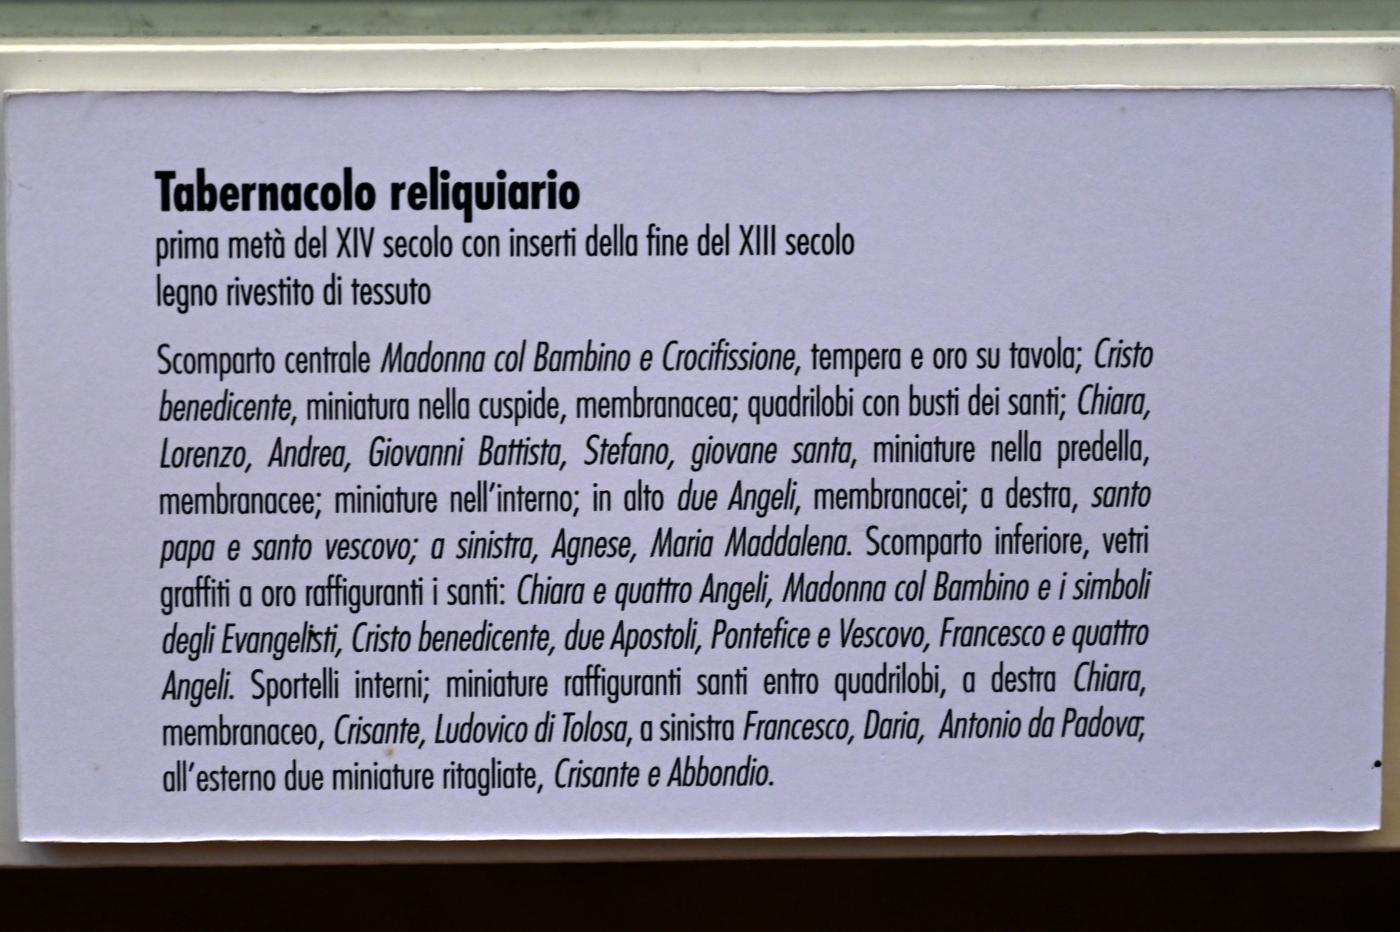 Tabernacolo reliquiario
prima metà del XIV secolo con inserti della fine del XIII secolo
legno rivestito di tessuto
Scomparto centrale Madonna col Bambino e Crocifissione, tempera e oro su tavola; Cristo
benedicente, miniatura nella cuspide, membranacea; quadrilobi con busti dei santi; Chiara,
Lorenzo, Andrea, Giovanni Battista, Stefano, giovane santa, miniature nella predella,
membranacee; miniature nell'interno; in alto due Angeli, membranacei; a destra, santo
papa e santo vescovo; a sinistra, Agnese, Maria Maddalena. Scomparto inferiore, vetri
graffiti a oro raffiguranti i santi: Chiara e quattro Angeli, Madonna col Bambino e i simboli
degli Evangelisti, Cristo benedicente, due Apostoli, Pontefice e Vescovo, Francesco e quattro
Angeli. Sportelli interni; miniature raffiguranti santi entro quadrilobi, a destra Chiara,
membranaceo, Crisante, Ludovico di Tolosa, a sinistra Francesco, Daria, Antonio da Padova;
all'esterno due miniature ritagliate, Crisante e Abbondio.